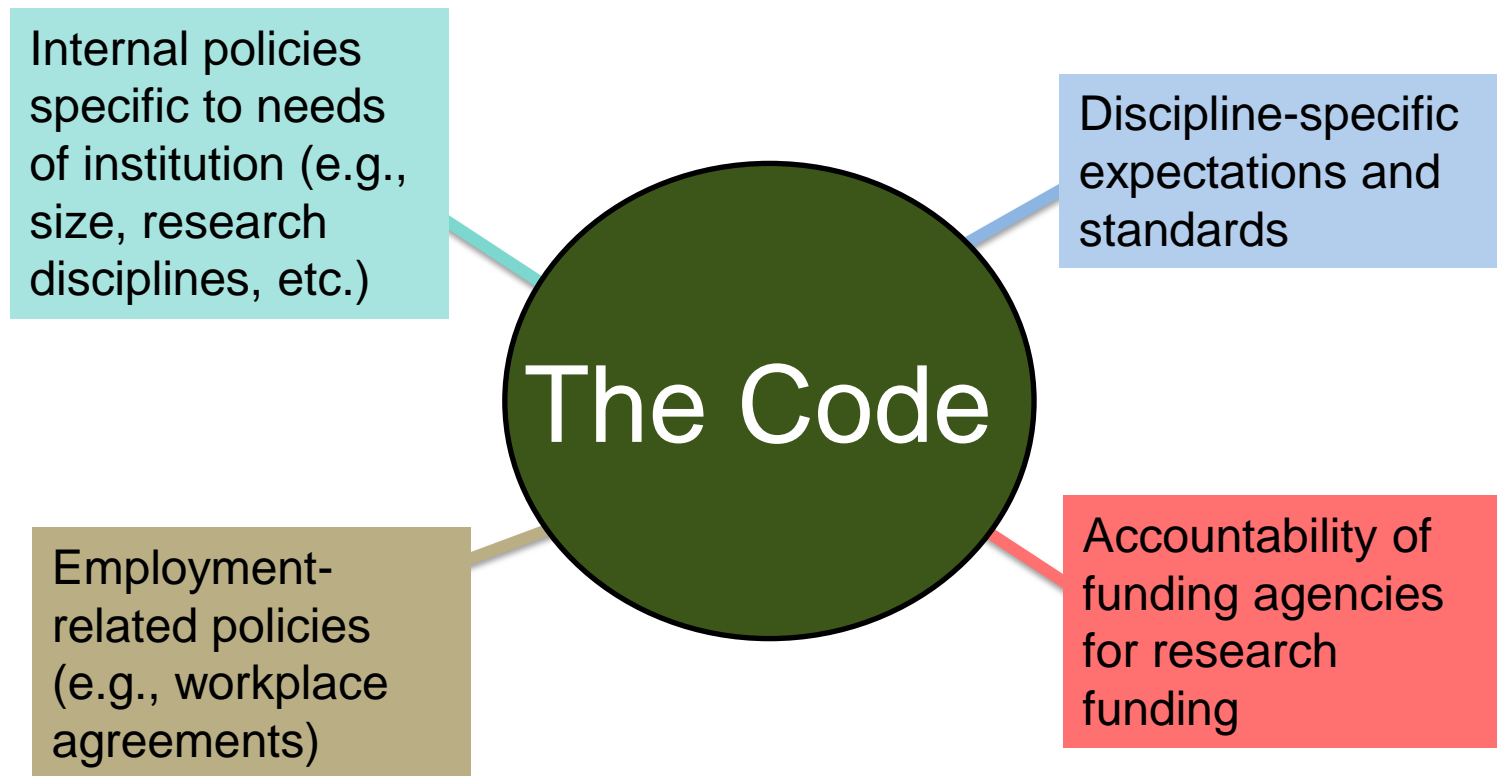 Internal policies
specific to needs
of institution (e.g.,
size, research
disciplines, etc.)
Discipline-specific
expectations and
standards
The Code
Employment-
related policies
(e.g., workplace
agreements)
Accountability of
funding agencies
for research
funding